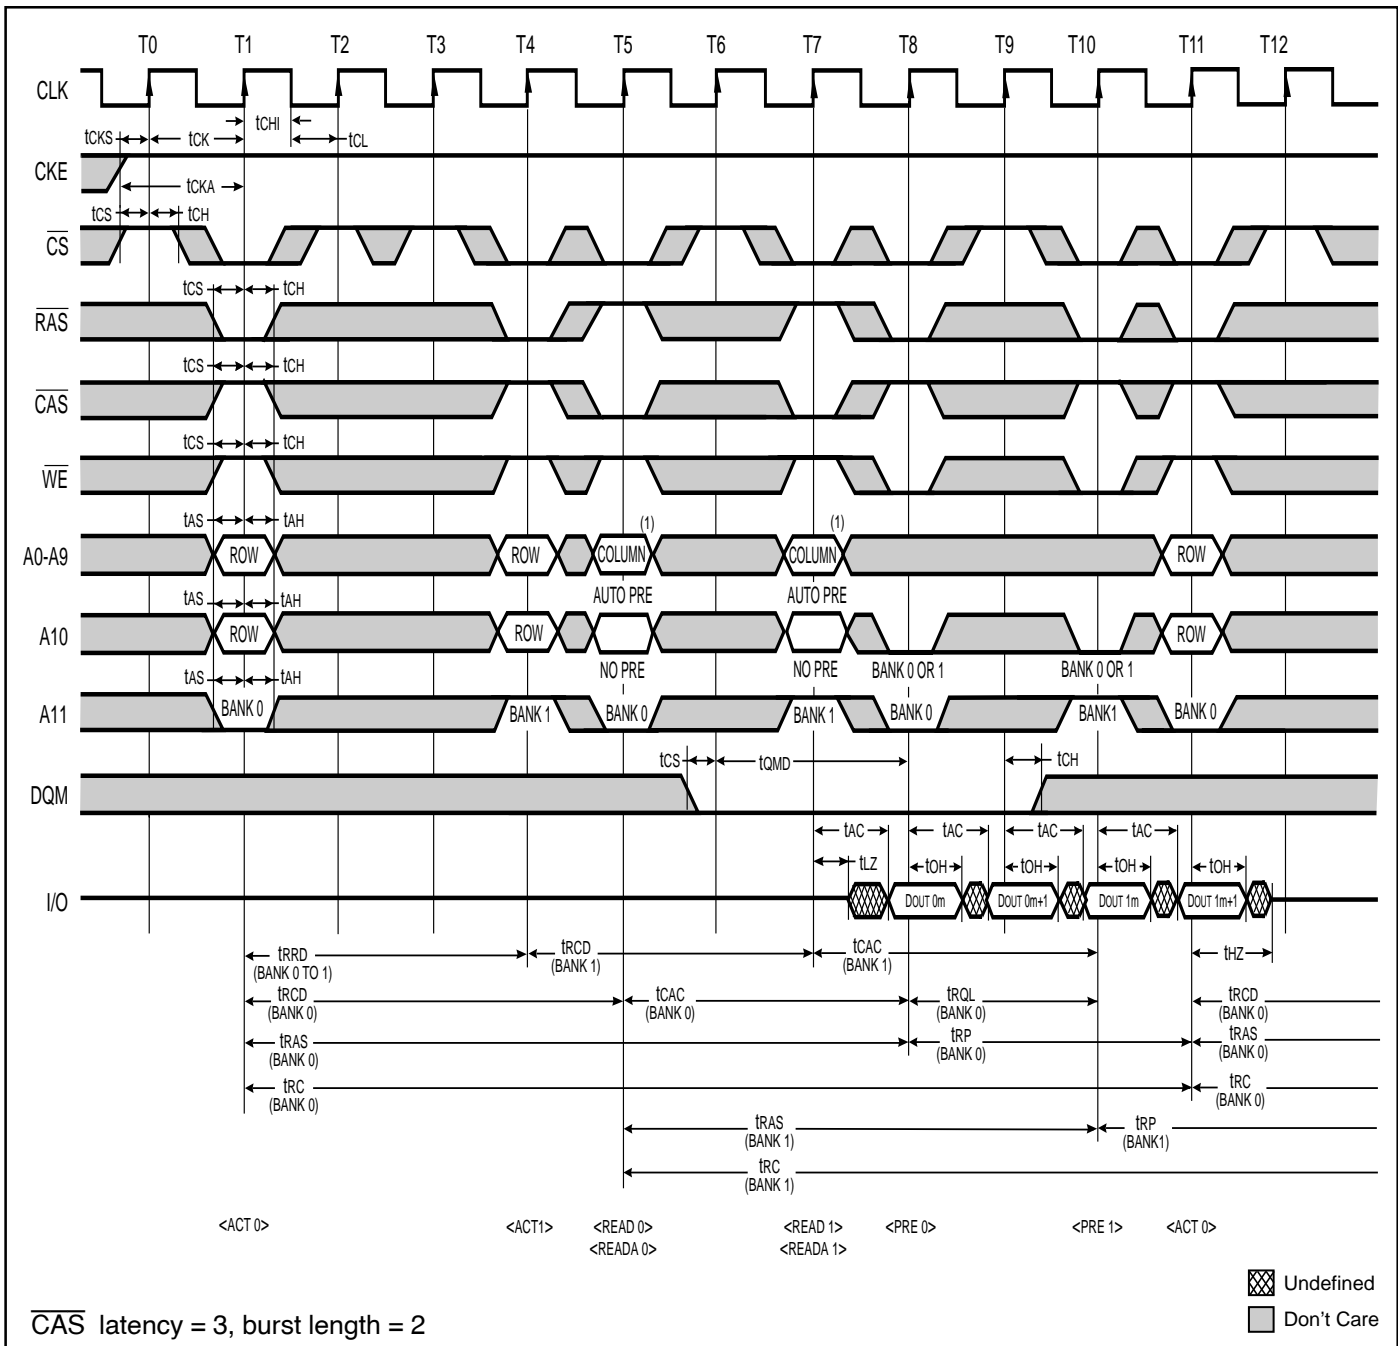 T0 T1 T2 T3 T4 T5 T6 T7 T8 T9 T10 T11 T12
CLK
tCHI
tCKS tCK tCL
CKE
tCKA
tCS tCH
CS
tCS tCH
RAS
tCS tCH
CAS
tCS tCH
WE
tAS tAH (1) (1)
A0-A9 ROW ROW COLUMN COLUMN ROW
AUTO PRE AUTO PRE
tAS tAH
A10 ROW ROW ROW
NO PRE NO PRE BANK 0 OR 1 BANK 0 OR 1
tAS tAH
A11 BANK 0 BANK 1 BANK 0 BANK 1 BANK 0 BANK1 BANK 0
tCS tQMD tCH
DQM
tAC tAC tAC tAC
tLZ tOH tOH tOH tOH
I/O DOUT 0m DOUT 0m+1 DOUT 1m DOUT 1m+1
tRRD tRCD tCAC tHZ
(BANK 0 TO 1) (BANK 1) (BANK 1)
tRCD tCAC tRQL tRCD
(BANK 0) (BANK 0) (BANK 0) (BANK 0)
tRAS tRP tRAS
(BANK 0) (BANK 0) (BANK 0)
tRC tRC
(BANK 0) (BANK 0)
tRAS tRP
(BANK 1) (BANK1)
tRC
(BANK 1)
<ACT 0> <ACT1> <READ 0> <READ 1> <PRE 0> <PRE 1> <ACT 0>
<READA 0> <READA 1>
Undefined
Don't Care
CAS latency = 3, burst length = 2